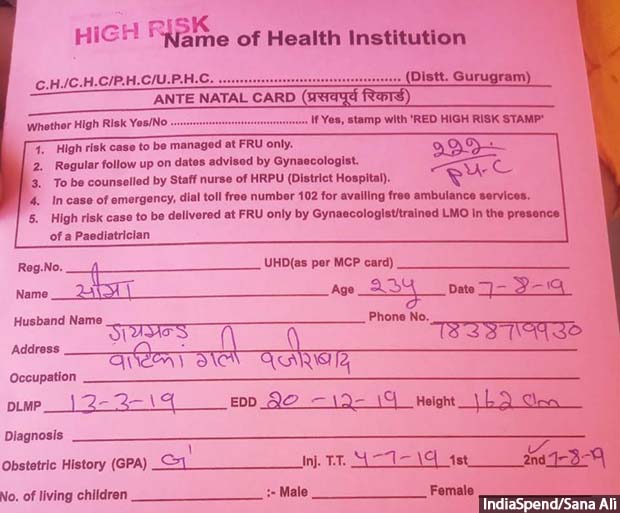 HIGH RISK
Name of Health Institution
C.H./C.H.C/P.H.C/U.P.H.C. ............................................ (Distt. Gurugram)
ANTE NATAL CARD (प्रसवपूर्व रिकार्ड)
Whether High Risk Yes/No ................................ If Yes, stamp with 'RED HIGH RISK STAMP'
1. High risk case to be managed at FRU only.
222
2. Regular follow up on dates advised by Gynaecologist.
PHC
3. To be counselled by Staff nurse of HRPU (District Hospital).
4. In case of emergency, dial toll free number 102 for availing free ambulance services.
5. High risk case to be delivered at FRU only by Gynaecologist/trained LMO in the presence
of a Paediatrician
Reg.No. UHD(as per MCP card)
Name सीमा Age 23y Date 7-8-19
Husband Name डायमन्ड Phone No. 7838719930
Address वाटिका गली वजीराबाद
Occupation
DLMP 13-3-19 EDD 20-12-19 Height 162 cm
Diagnosis
Obstetric History (GPA) G1 Inj. T.T. 4-7-19 1st 2nd 7-8-19
No. of living children :- Male Female
IndiaSpend/Sana Ali